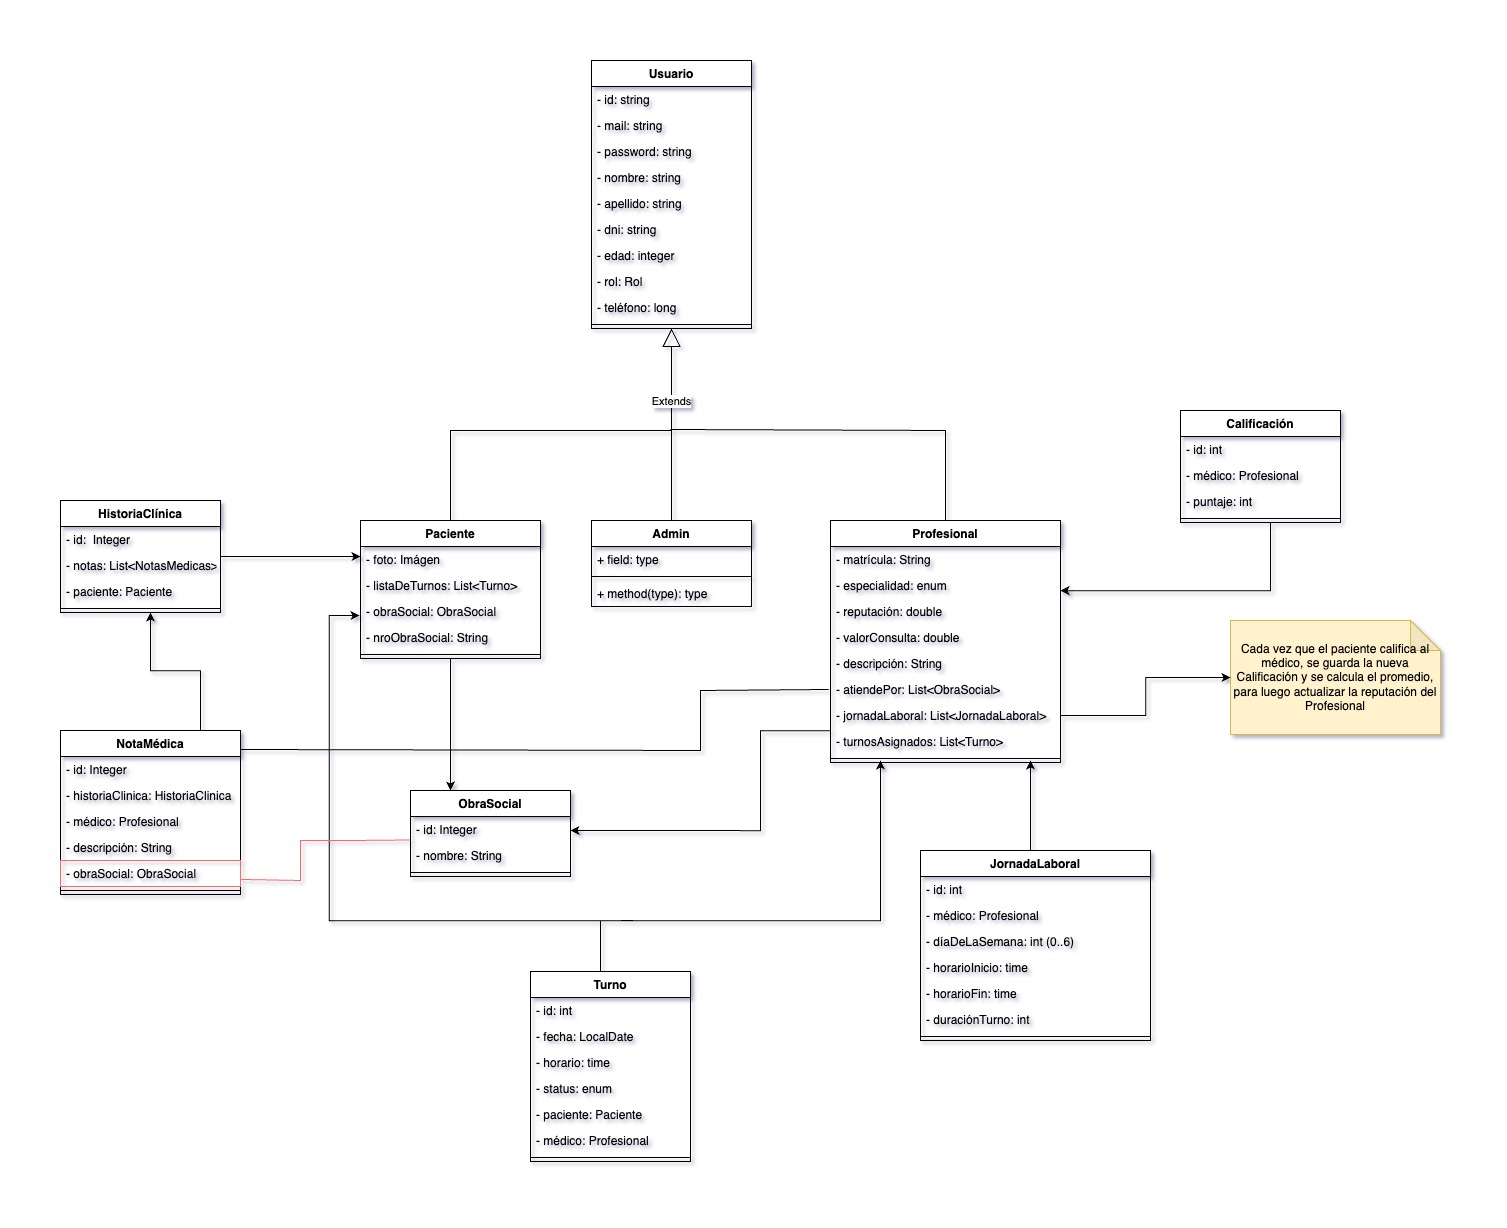 Usuario
- id: string
- mail: string
- password: string
- nombre: string
- apellido: string
- dni: string
- edad: integer
- rol: Rol
- teléfono: long
Extends
Calificación
- id: int
- médico: Profesional
- puntaje: int
HistoriaClínica
- id:  Integer
- notas: List<NotasMedicas>
- paciente: Paciente
Paciente
- foto: Imágen
- listaDeTurnos: List<Turno>
- obraSocial: ObraSocial
- nroObraSocial: String
Admin
+ field: type
+ method(type): type
Profesional
- matrícula: String
- especialidad: enum
- reputación: double
- valorConsulta: double
- descripción: String
- atiendePor: List<ObraSocial>
- jornadaLaboral: List<JornadaLaboral>
- turnosAsignados: List<Turno>
Cada vez que el paciente califica al
médico, se guarda la nueva
Calificación y se calcula el promedio,
para luego actualizar la reputación del
Profesional
NotaMédica
- id: Integer
- historiaClinica: HistoriaClinica
- médico: Profesional
- descripción: String
- obraSocial: ObraSocial
ObraSocial
- id: Integer
- nombre: String
JornadaLaboral
- id: int
- médico: Profesional
- díaDeLaSemana: int (0..6)
- horarioInicio: time
- horarioFin: time
- duraciónTurno: int
Turno
- id: int
- fecha: LocalDate
- horario: time
- status: enum
- paciente: Paciente
- médico: Profesional